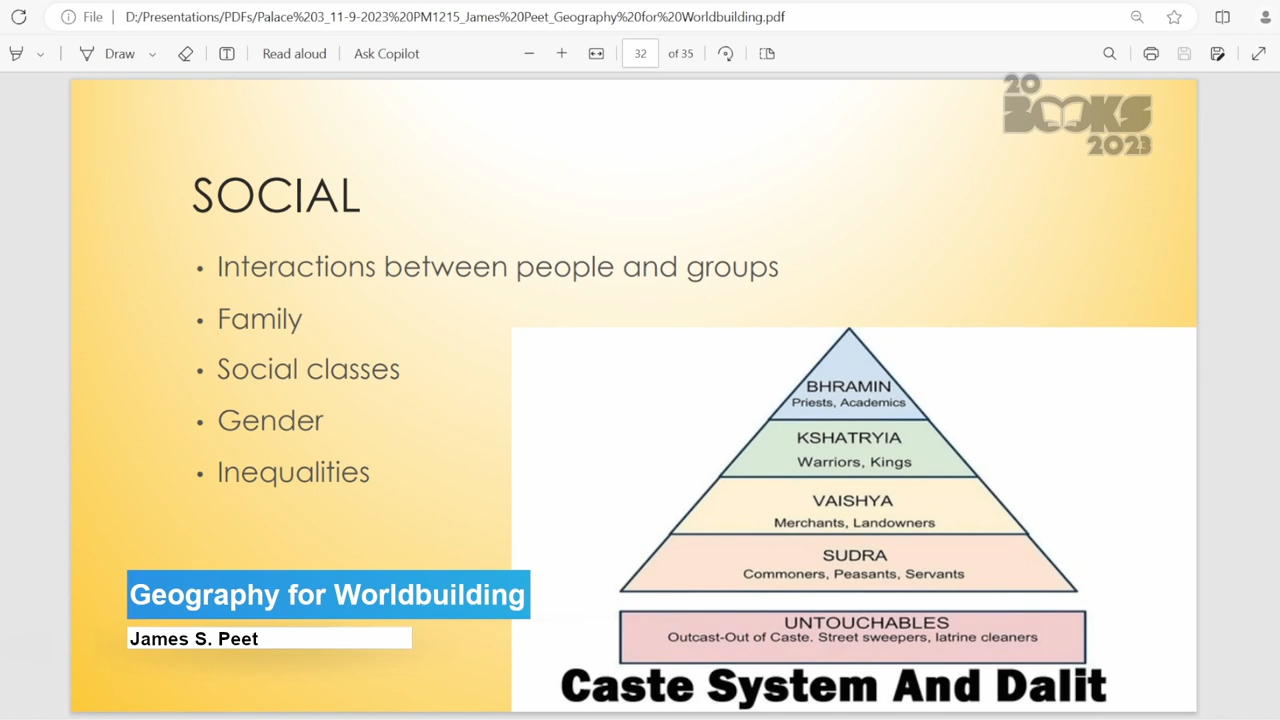 File
D:/Presentations/PDFs/Palace%203_11-9-2023%20PM1215_James%20Peet_Geography%20for%20Worldbuilding.pdf
Draw
Read aloud
Ask Copilot
32
of 35
20
BOOKS
2023
SOCIAL
• Interactions between people and groups
• Family
• Social classes
• Gender
• Inequalities
BHRAMIN
Priests, Academics
KSHATRYIA
Warriors, Kings
VAISHYA
Merchants, Landowners
SUDRA
Commoners, Peasants, Servants
UNTOUCHABLES
Outcast-Out of Caste. Street sweepers, latrine cleaners
Caste System And Dalit
Geography for Worldbuilding
James S. Peet